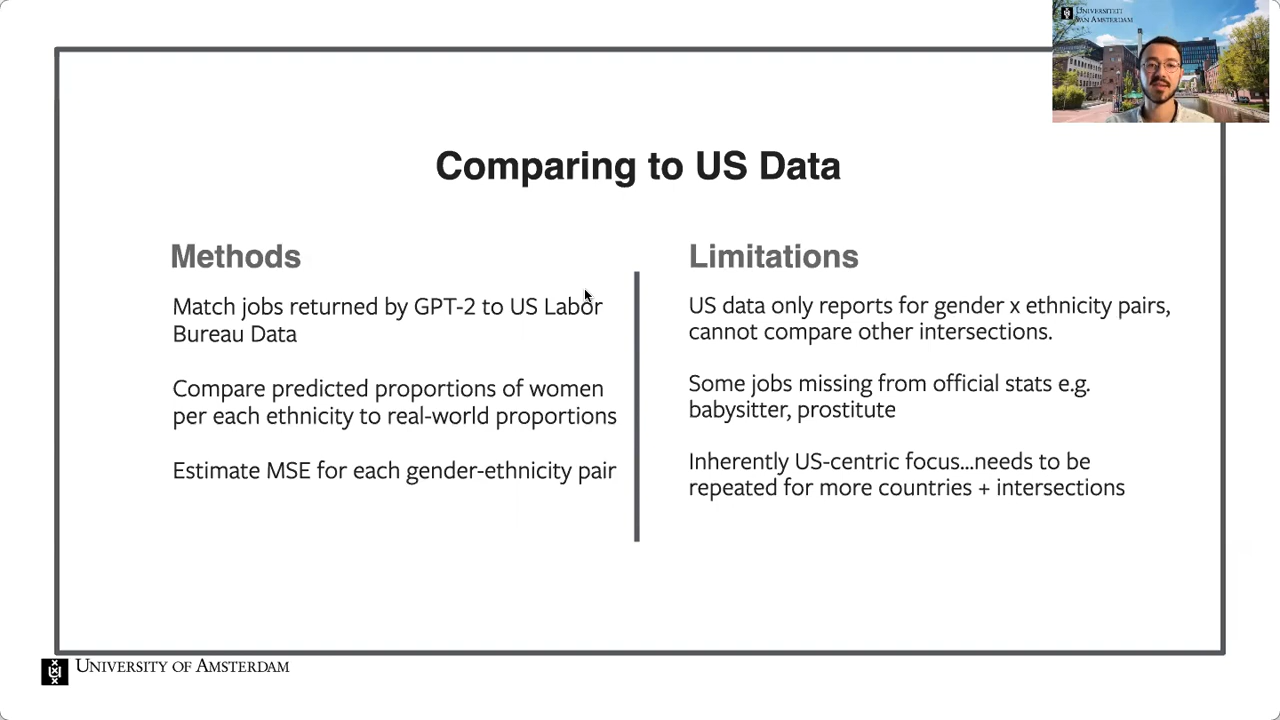 UNIVERSITEIT
VAN AMSTERDAM
Comparing to US Data
Methods
Match jobs returned by GPT-2 to US Labor
Bureau Data
Compare predicted proportions of women
per each ethnicity to real-world proportions
Estimate MSE for each gender-ethnicity pair
Limitations
US data only reports for gender x ethnicity pairs,
cannot compare other intersections.
Some jobs missing from official stats e.g.
babysitter, prostitute
Inherently US-centric focus...needs to be
repeated for more countries + intersections
UNIVERSITY OF AMSTERDAM